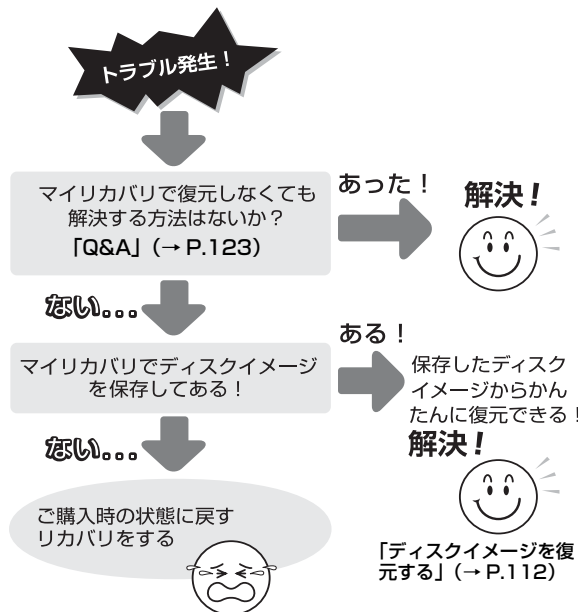 トラブル発生！
マイリカバリで復元しなくても
解決する方法はないか？
「Q&A」（→ P.123）
あった！
解決！
ない...
マイリカバリでディスクイメージ
を保存してある！
ある！
保存したディスク
イメージからかん
たんに復元できる！
解決！
「ディスクイメージを復
元する」（→ P.112）
ない...
ご購入時の状態に戻す
リカバリをする